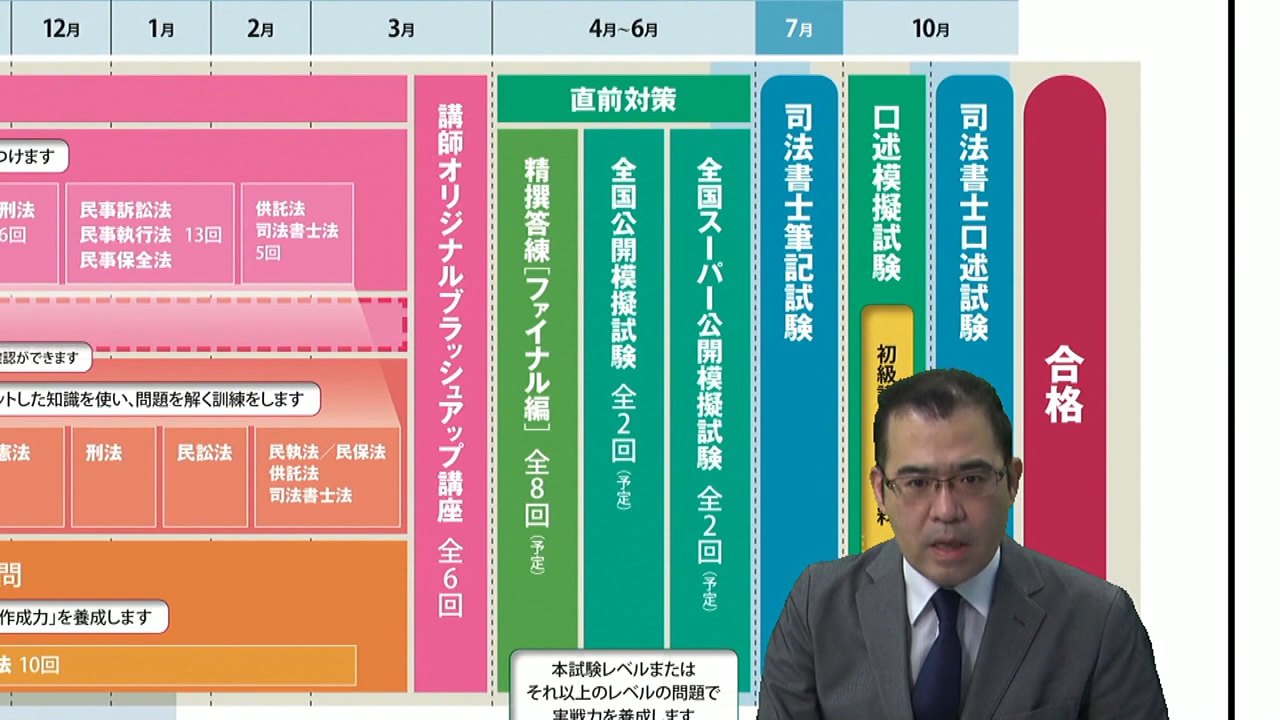 12月
1月
2月
3月
4月~6月
7月
10月
つけます
刑法
6回
民事訴訟法
民事執行法 13回
民事保全法
供託法
司法書士法
5回
確認ができます
ットした知識を使い、問題を解く訓練をします
憲法
刑法
民訟法
民執法／民保法
供託法
司法書士法
問
作成力」を養成します
法 10回
講師オリジナルブラッシュアップ講座 全6回
直前対策
精撰答練[ファイナル編] 全8回(予定)
全国公開模擬試験 全2回(予定)
全国スーパー公開模擬試験 全2回(予定)
本試験レベルまたは
それ以上のレベルの問題で
実戦力を養成します
司法書士筆記試験
口述模擬試験
初級
司法書士口述試験
合格